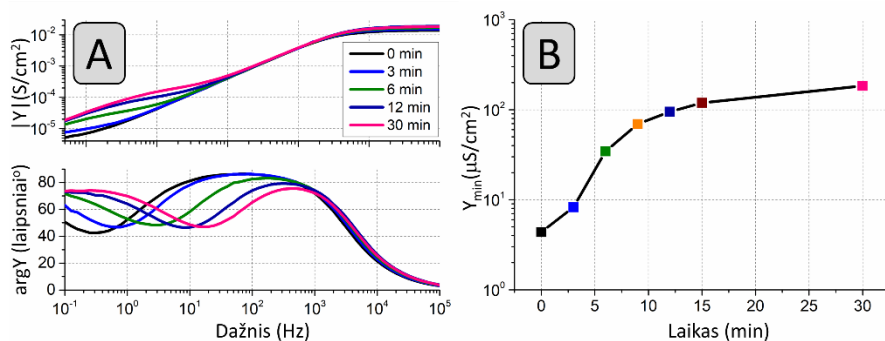 A
|Y|(S/cm²)
10⁻²
10⁻³
10⁻⁴
10⁻⁵
0 min
3 min
6 min
12 min
30 min
argY (laipsniai°)
80
60
40
20
0
10⁻¹ 10⁰ 10¹ 10² 10³ 10⁴ 10⁵
Dažnis (Hz)
B
Yₘᵢₙ(µS/cm²)
10³
10²
10¹
10⁰
0 5 10 15 20 25 30
Laikas (min)